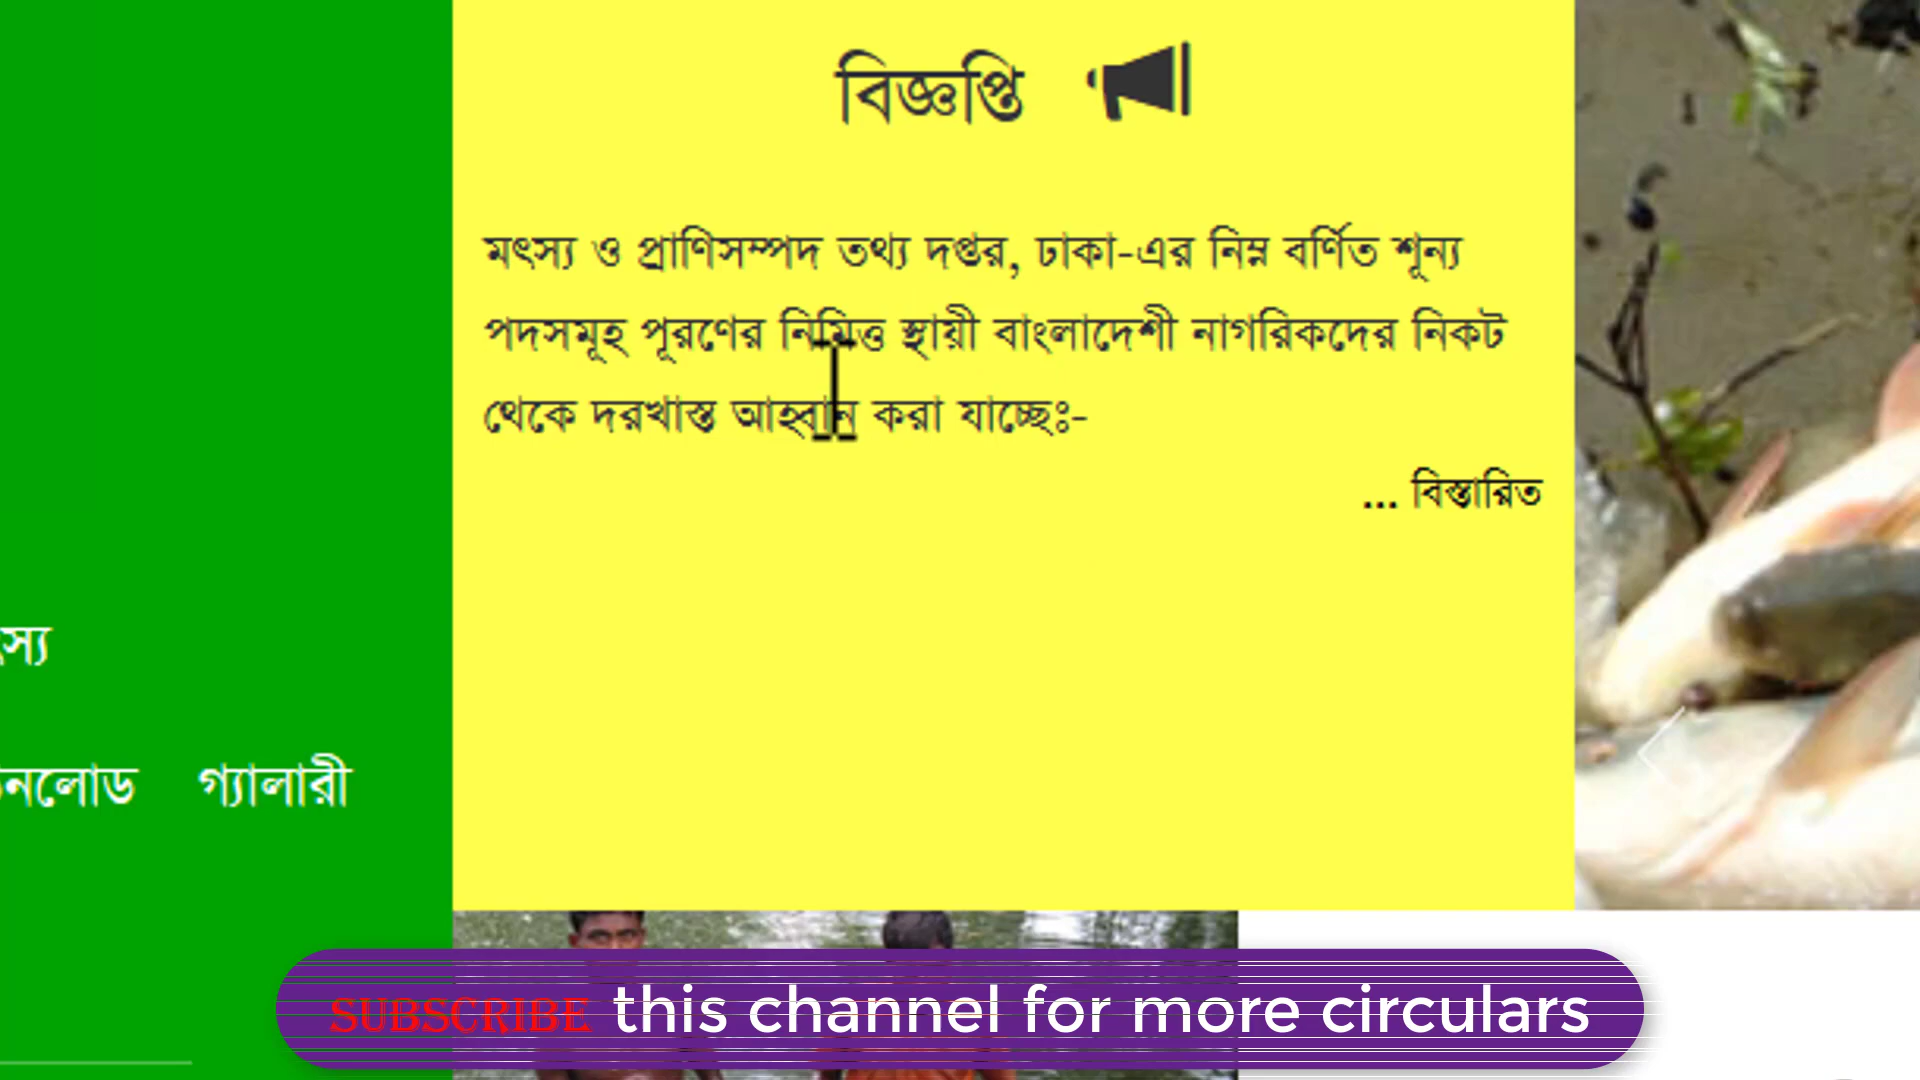 বিজ্ঞপ্তি
মৎস্য ও প্রাণিসম্পদ তথ্য দপ্তর, ঢাকা-এর নিম্ন বর্ণিত শূন্য
পদসমূহ পূরণের নিমিত্ত স্থায়ী বাংলাদেশী নাগরিকদের নিকট
থেকে দরখাস্ত আহ্বান করা যাচ্ছেঃ-
... বিস্তারিত
গ্যালারী
SUBSCRIBE this channel for more circulars